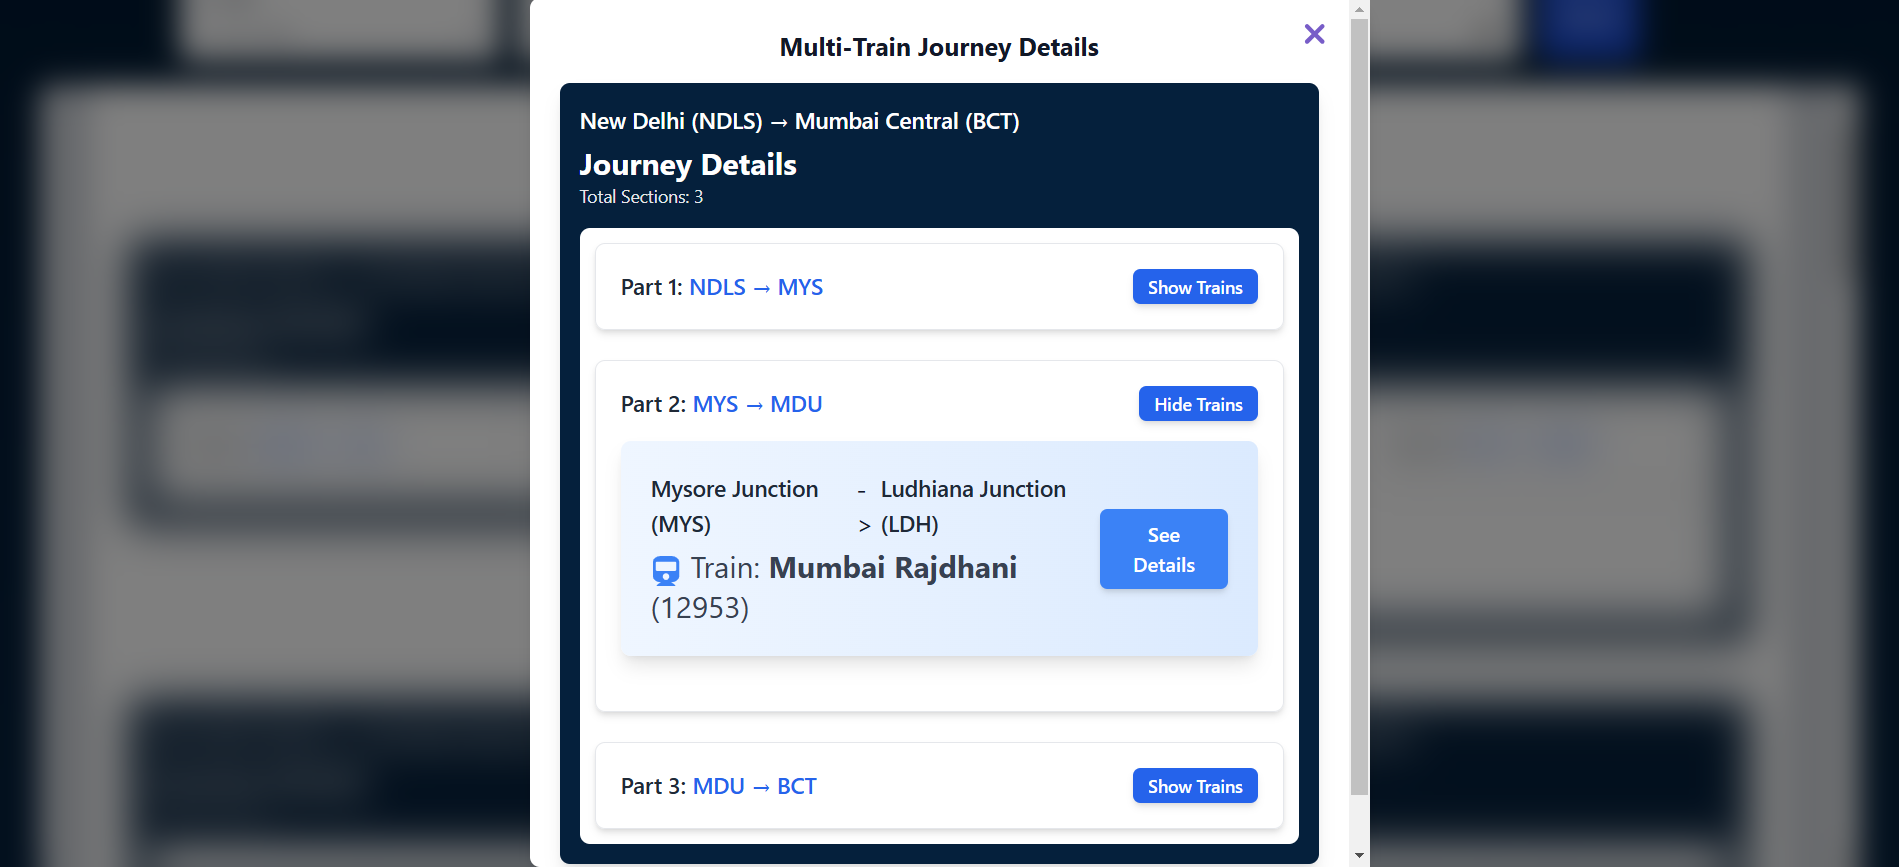 Multi-Train Journey Details
New Delhi (NDLS) → Mumbai Central (BCT)
Journey Details
Total Sections: 3
Part 1: NDLS → MYS
Show Trains
Part 2: MYS → MDU
Hide Trains
Mysore Junction - Ludhiana Junction
(MYS) > (LDH)
Train: Mumbai Rajdhani
(12953)
See
Details
Part 3: MDU → BCT
Show Trains